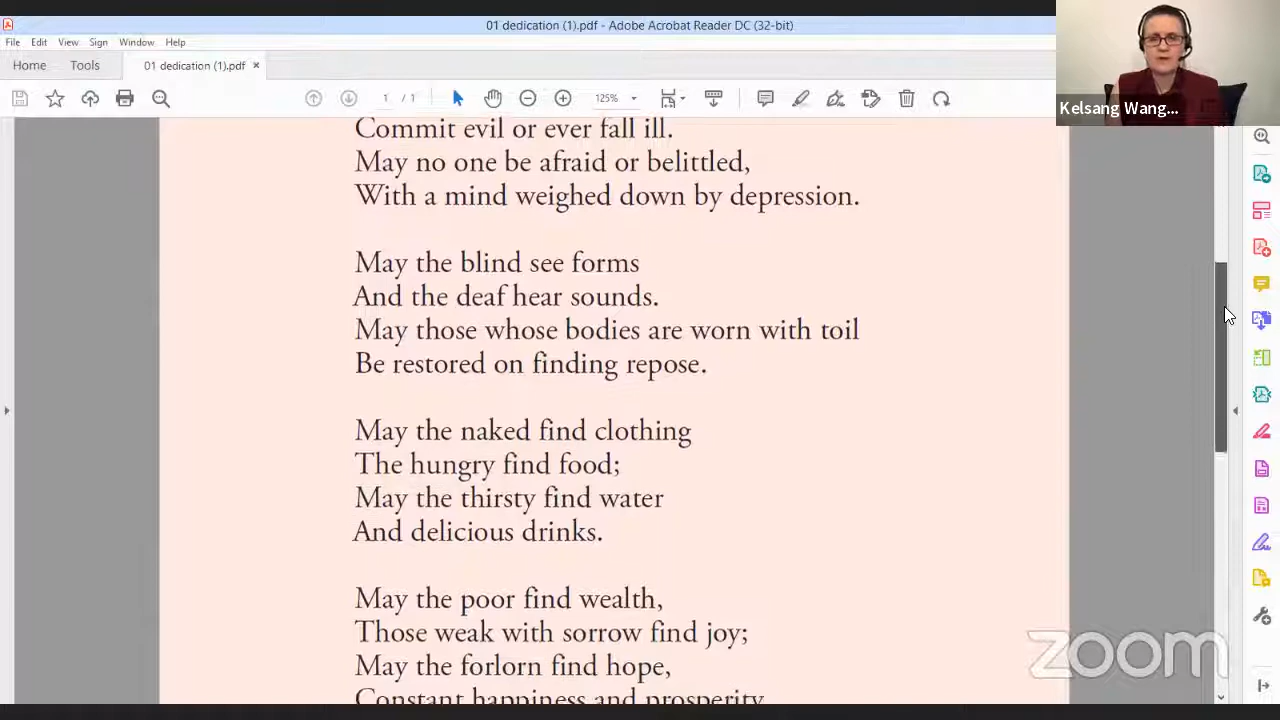 01 dedication (1).pdf - Adobe Acrobat Reader DC (32-bit)
File Edit View Sign Window Help
Home Tools 01 dedication (1).pdf ×
1 / 1 125%
Kelsang Wang...
Commit evil or ever fall ill.
May no one be afraid or belittled,
With a mind weighed down by depression.
May the blind see forms
And the deaf hear sounds.
May those whose bodies are worn with toil
Be restored on finding repose.
May the naked find clothing
The hungry find food;
May the thirsty find water
And delicious drinks.
May the poor find wealth,
Those weak with sorrow find joy;
May the forlorn find hope,
Constant happiness and prosperity
zoom